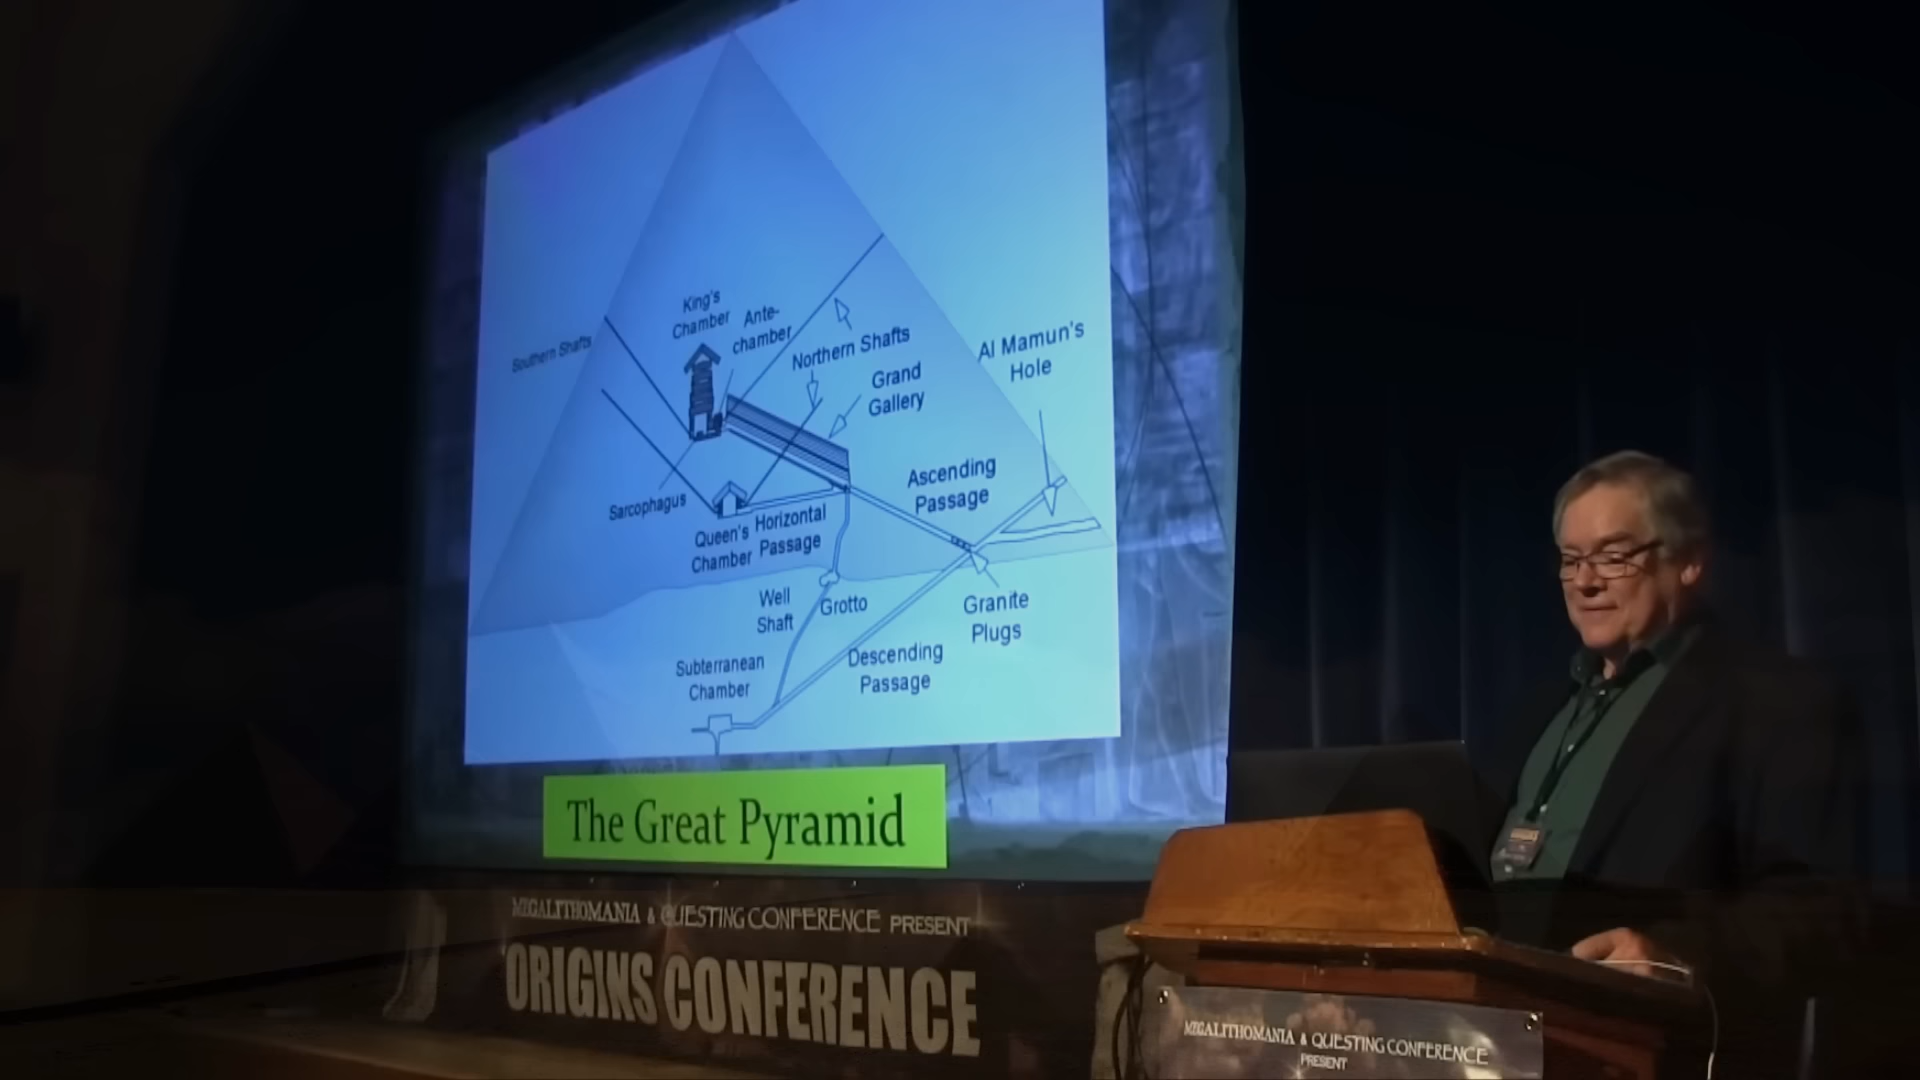 King's
Chamber
Ante-
chamber
Southern Shafts
Northern Shafts
Al Mamun's
Hole
Grand
Gallery
Ascending
Passage
Sarcophagus
Queen's
Chamber
Horizontal
Passage
Well
Shaft
Grotto
Granite
Plugs
Subterranean
Chamber
Descending
Passage
The Great Pyramid
MEGALITHOMANIA & QUESTING CONFERENCE PRESENT
ORIGINS CONFERENCE
MEGALITHOMANIA & QUESTING CONFERENCE
PRESENT